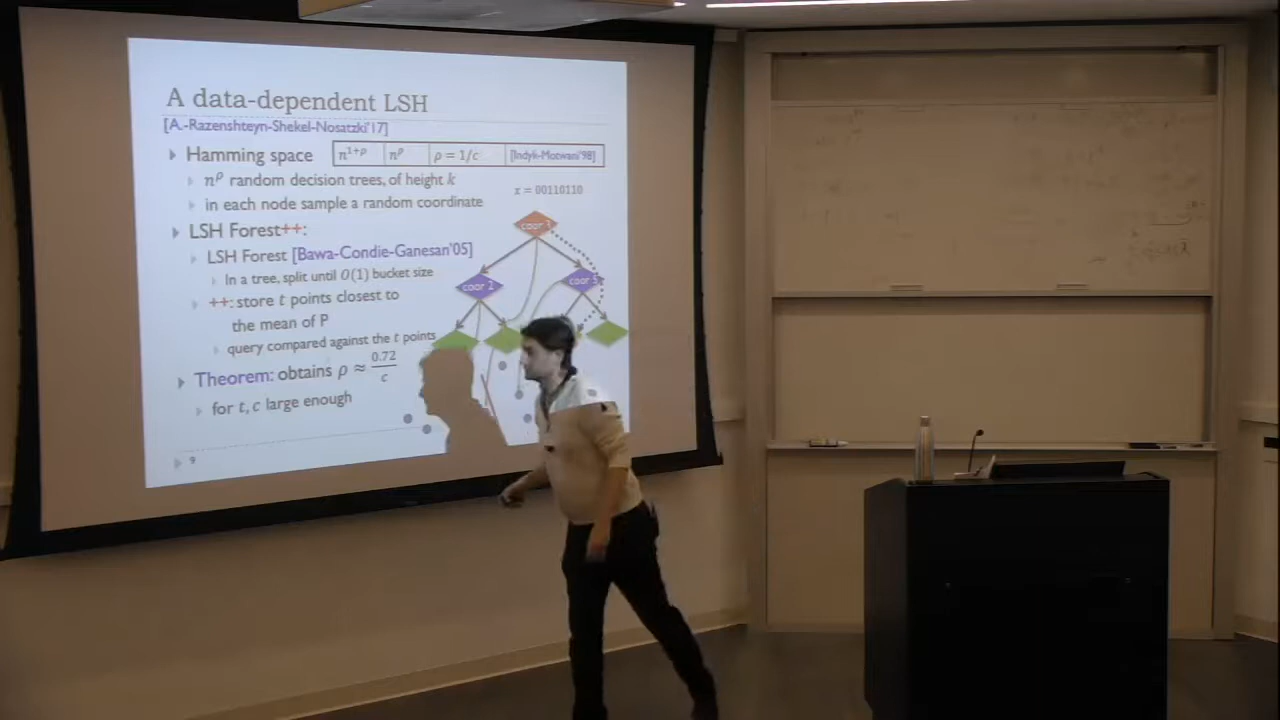 A data-dependent LSH
[A.-Razenshteyn-Shekel-Nosatzki'17]
Hamming space
n^{1+ρ} n^ρ ρ = 1/c [Indyk-Motwani'98]
n^ρ random decision trees, of height k
x = 00110110
in each node sample a random coordinate
coor
LSH Forest++:
LSH Forest [Bawa-Condie-Ganesan'05]
In a tree, split until O(1) bucket size
coor 2
coor
++: store t points closest to
the mean of P
query compared against the t points
Theorem: obtains ρ ≈ 0.72/c
for t, c large enough
9